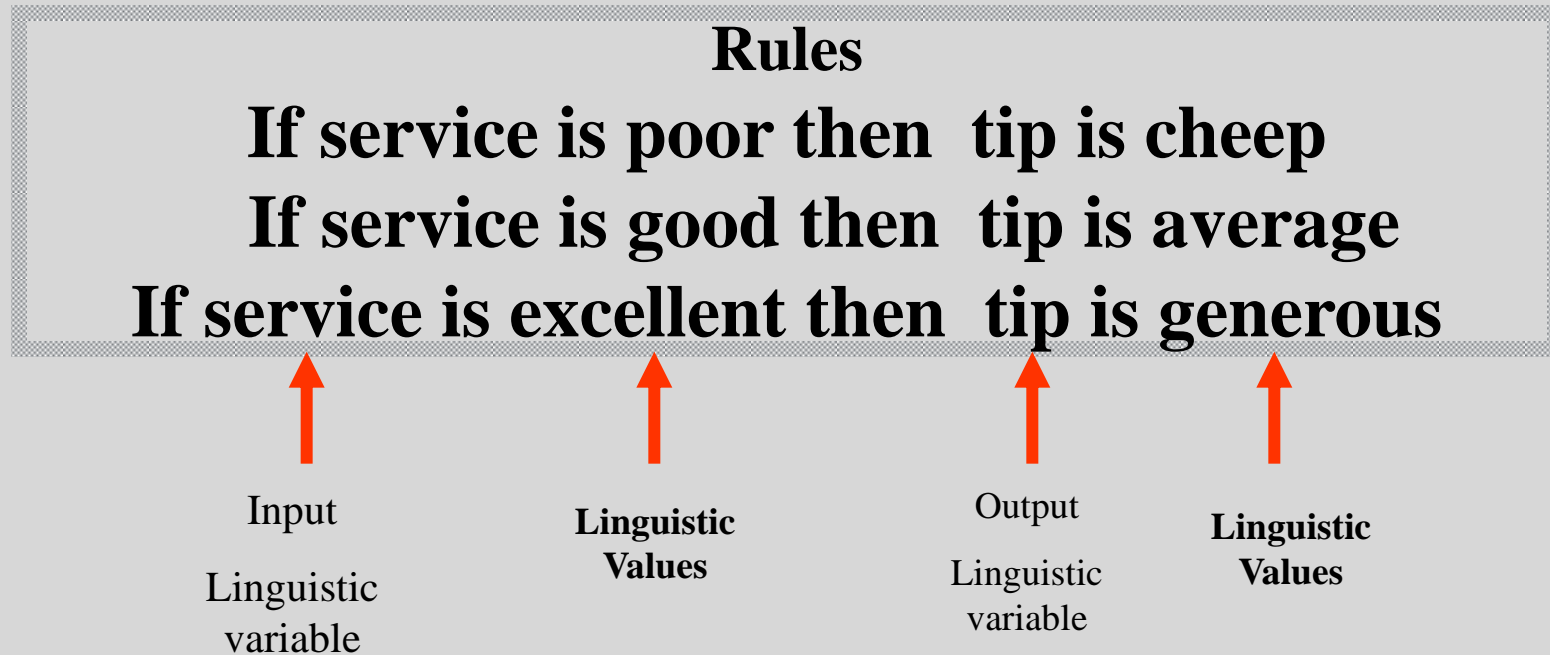 Rules
If service is poor then tip is cheep
If service is good then tip is average
If service is excellent then tip is generous
Input
Linguistic
variable
Linguistic
Values
Output
Linguistic
variable
Linguistic
Values